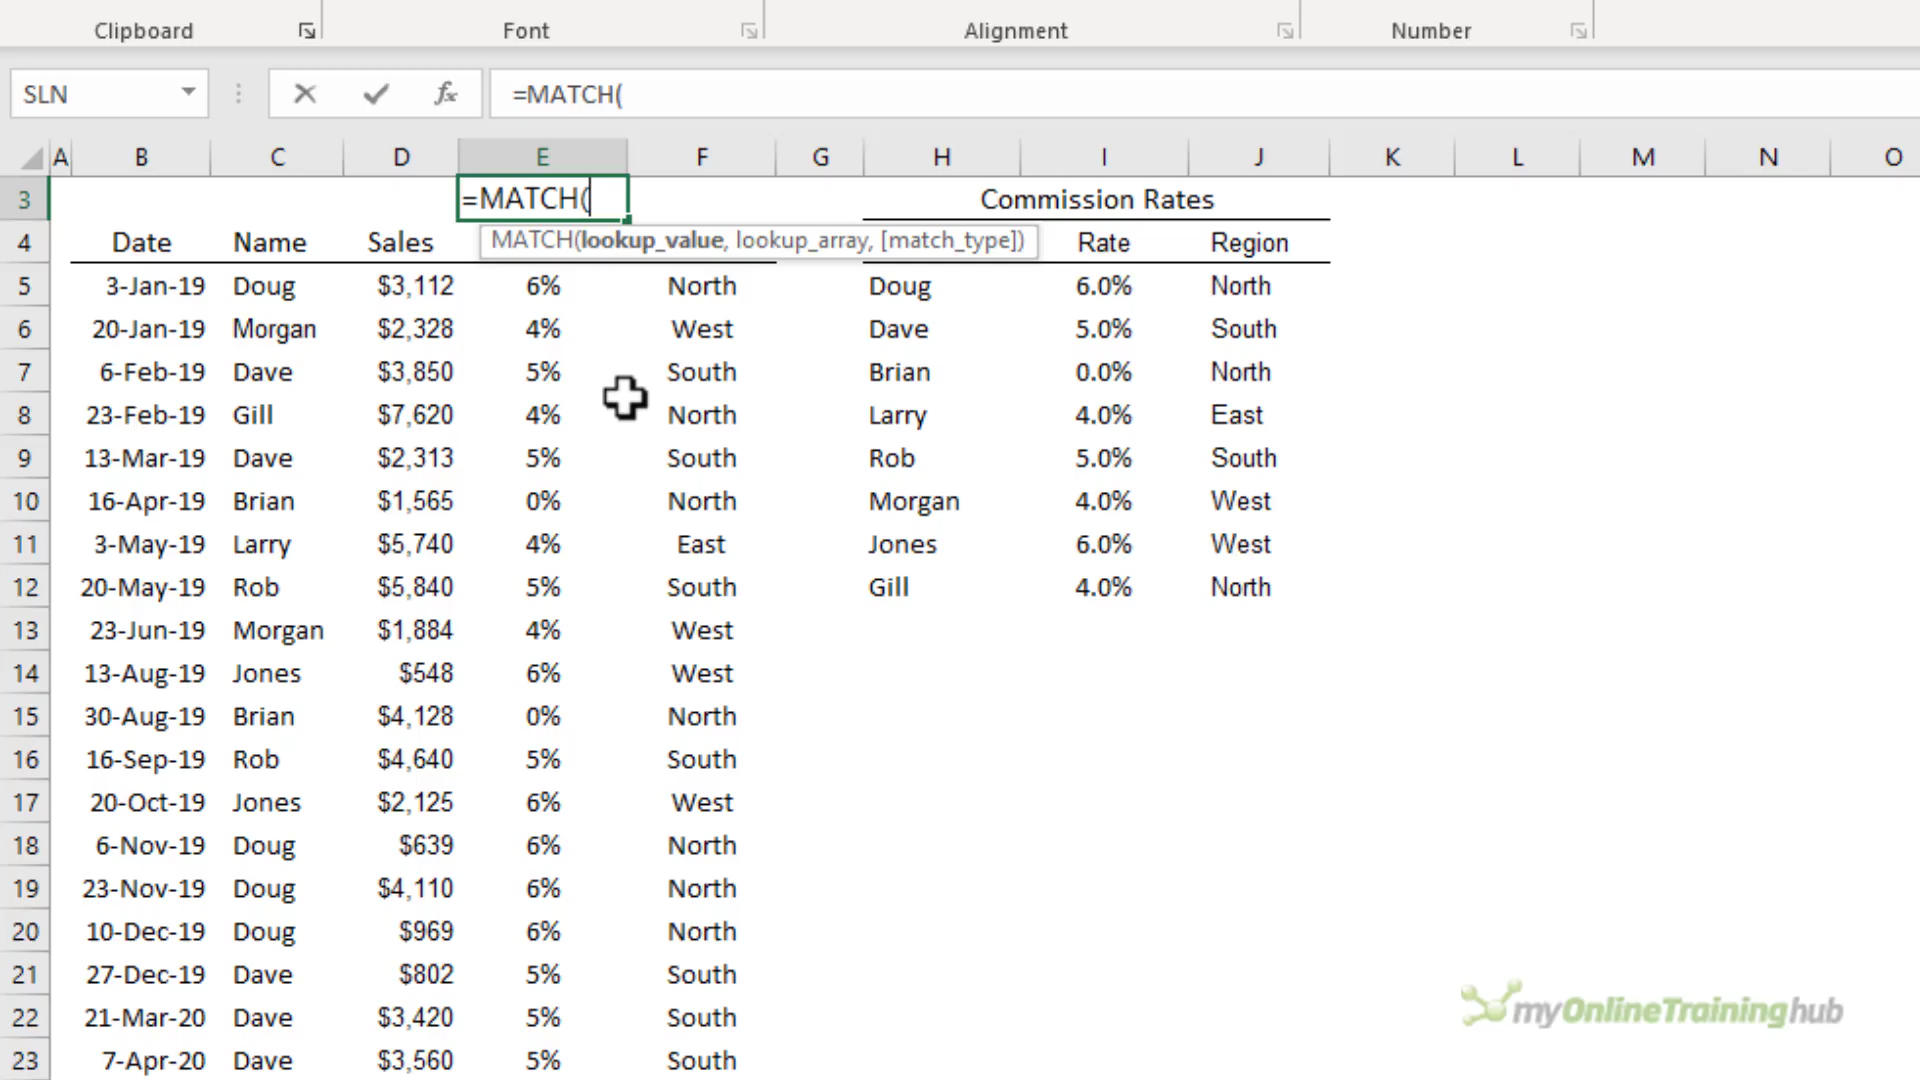 Clipboard Font Alignment Number
SLN fx =MATCH(
A B C D E F G H I J K L M N O
3 =MATCH( Commission Rates
4 Date Name Sales MATCH(lookup_value, lookup_array, [match_type]) Rate Region
5 3-Jan-19 Doug $3,112 6% North Doug 6.0% North
6 20-Jan-19 Morgan $2,328 4% West Dave 5.0% South
7 6-Feb-19 Dave $3,850 5% South Brian 0.0% North
8 23-Feb-19 Gill $7,620 4% North Larry 4.0% East
9 13-Mar-19 Dave $2,313 5% South Rob 5.0% South
10 16-Apr-19 Brian $1,565 0% North Morgan 4.0% West
11 3-May-19 Larry $5,740 4% East Jones 6.0% West
12 20-May-19 Rob $5,840 5% South Gill 4.0% North
13 23-Jun-19 Morgan $1,884 4% West
14 13-Aug-19 Jones $548 6% West
15 30-Aug-19 Brian $4,128 0% North
16 16-Sep-19 Rob $4,640 5% South
17 20-Oct-19 Jones $2,125 6% West
18 6-Nov-19 Doug $639 6% North
19 23-Nov-19 Doug $4,110 6% North
20 10-Dec-19 Doug $969 6% North
21 27-Dec-19 Dave $802 5% South
22 21-Mar-20 Dave $3,420 5% South
23 7-Apr-20 Dave $3,560 5% South
myOnlineTraininghub